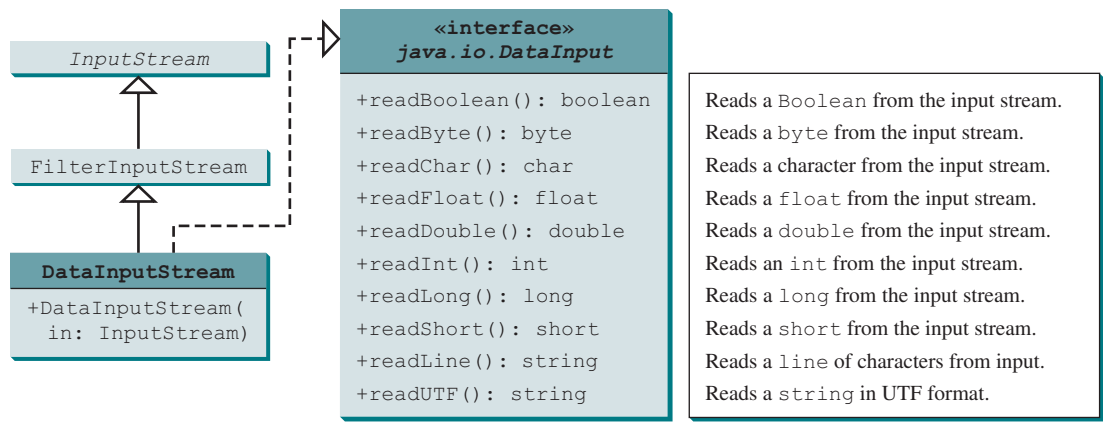 InputStream
FilterInputStream
DataInputStream
+DataInputStream(
in: InputStream)
«interface»
java.io.DataInput
+readBoolean(): boolean
+readByte(): byte
+readChar(): char
+readFloat(): float
+readDouble(): double
+readInt(): int
+readLong(): long
+readShort(): short
+readLine(): string
+readUTF(): string
Reads a Boolean from the input stream.
Reads a byte from the input stream.
Reads a character from the input stream.
Reads a float from the input stream.
Reads a double from the input stream.
Reads an int from the input stream.
Reads a long from the input stream.
Reads a short from the input stream.
Reads a line of characters from input.
Reads a string in UTF format.